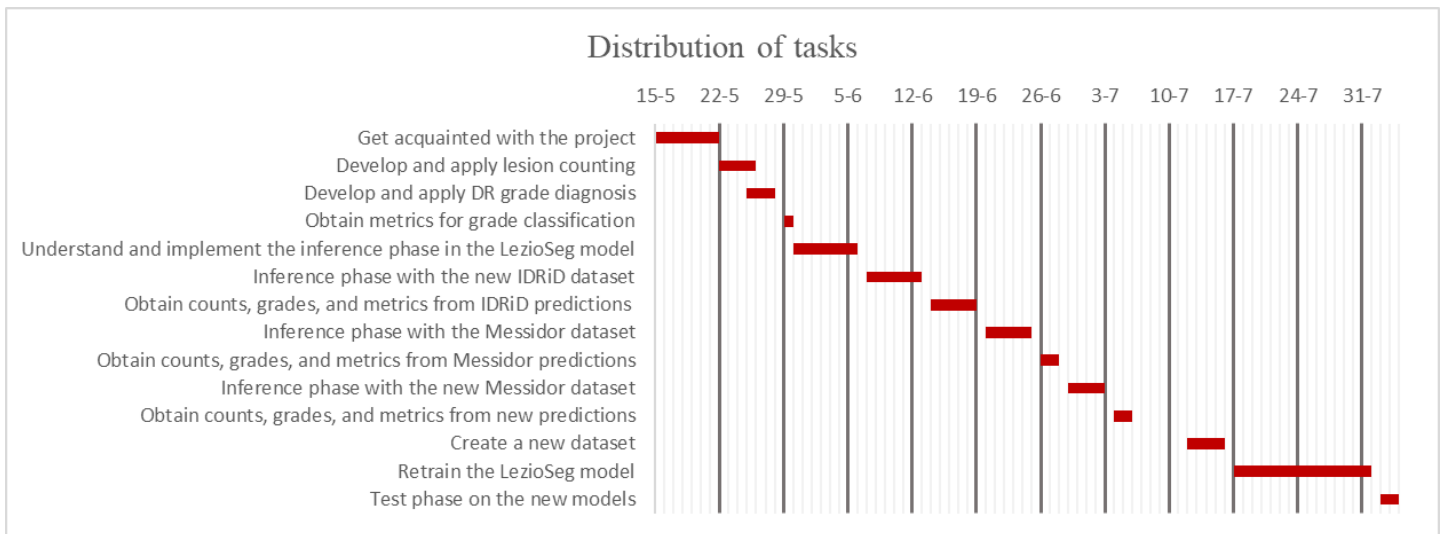 Distribution of tasks
15-5 22-5 29-5 5-6 12-6 19-6 26-6 3-7 10-7 17-7 24-7 31-7
Get acquainted with the project
Develop and apply lesion counting
Develop and apply DR grade diagnosis
Obtain metrics for grade classification
Understand and implement the inference phase in the LezioSeg model
Inference phase with the new IDRiD dataset
Obtain counts, grades, and metrics from IDRiD predictions
Inference phase with the Messidor dataset
Obtain counts, grades, and metrics from Messidor predictions
Inference phase with the new Messidor dataset
Obtain counts, grades, and metrics from new predictions
Create a new dataset
Retrain the LezioSeg model
Test phase on the new models